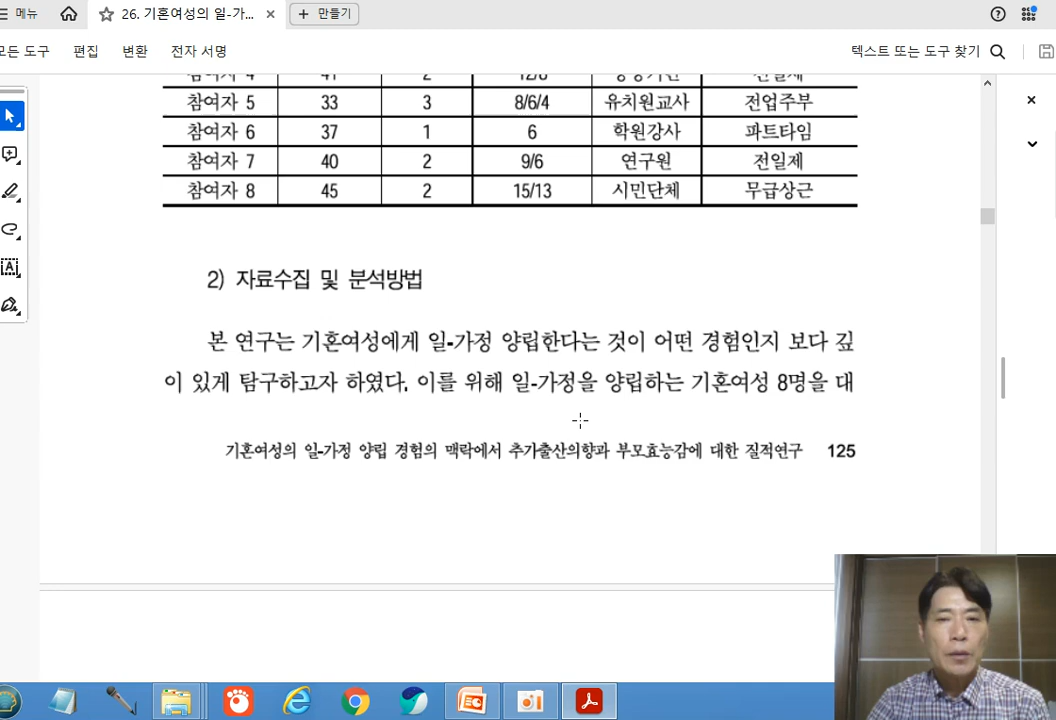 메뉴
26. 기혼여성의 일-가...
만들기
모든 도구
편집
변환
전자 서명
텍스트 또는 도구 찾기
참여자 5 33 3 8/6/4 유치원교사 전업주부
참여자 6 37 1 6 학원강사 파트타임
참여자 7 40 2 9/6 연구원 전일제
참여자 8 45 2 15/13 시민단체 무급상근
2) 자료수집 및 분석방법
본 연구는 기혼여성에게 일-가정 양립한다는 것이 어떤 경험인지 보다 깊
이 있게 탐구하고자 하였다. 이를 위해 일-가정을 양립하는 기혼여성 8명을 대
기혼여성의 일-가정 양립 경험의 맥락에서 추가출산의향과 부모효능감에 대한 질적연구 125